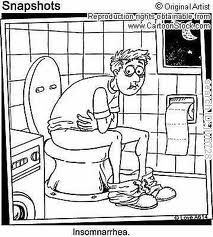 Snapshots
© Original Artist
Reproduction rights obtainable from
www.CartoonStock.com
Insomnarrhea.